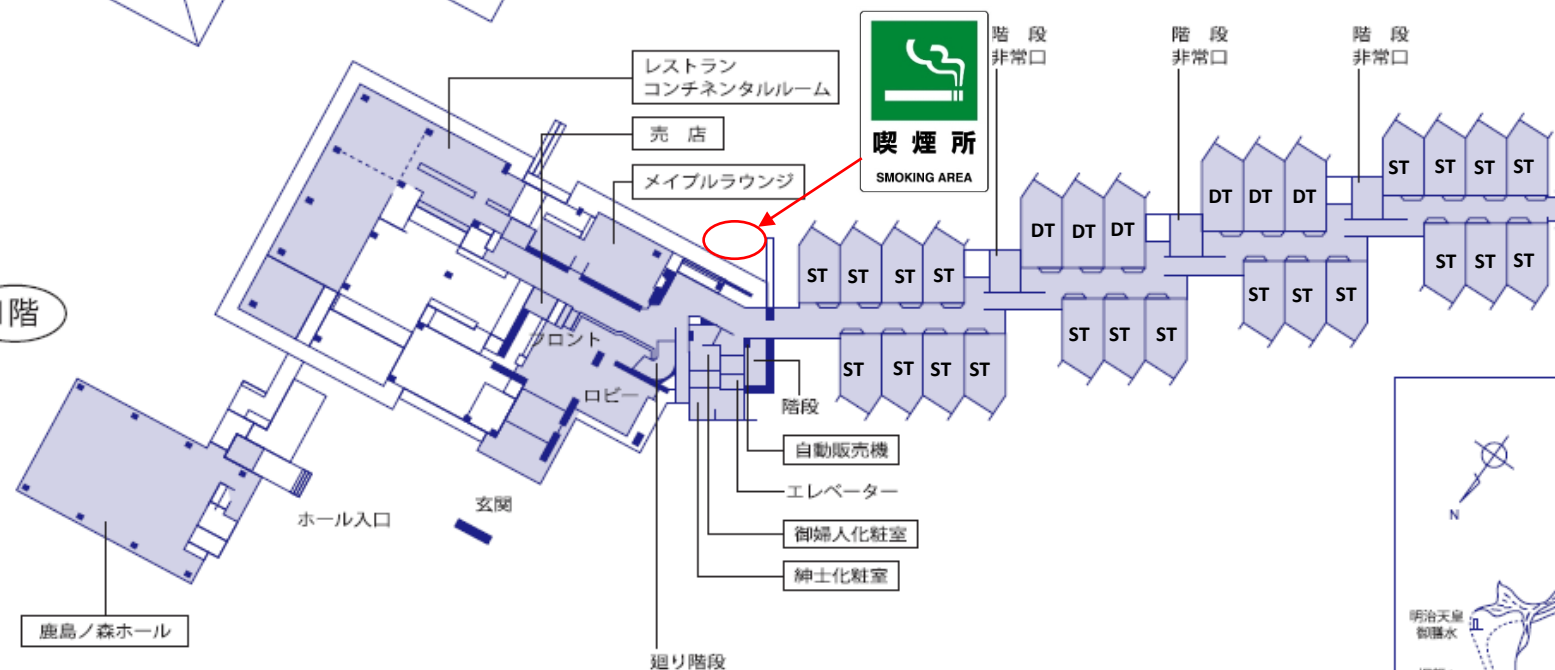 レストラン
コンチネンタルルーム
売 店
メイプルラウンジ
喫煙所
SMOKING AREA
階 段
非常口
階 段
非常口
階 段
非常口
ST ST ST ST
DT DT DT
DT DT DT
ST ST ST ST
ST ST ST ST
ST ST ST
ST ST ST
ST ST ST
階
フロント
ロビー
階段
自動販売機
エレベーター
御婦人化粧室
紳士化粧室
廻り階段
玄関
ホール入口
鹿島ノ森ホール
N
明治天皇
御膳水